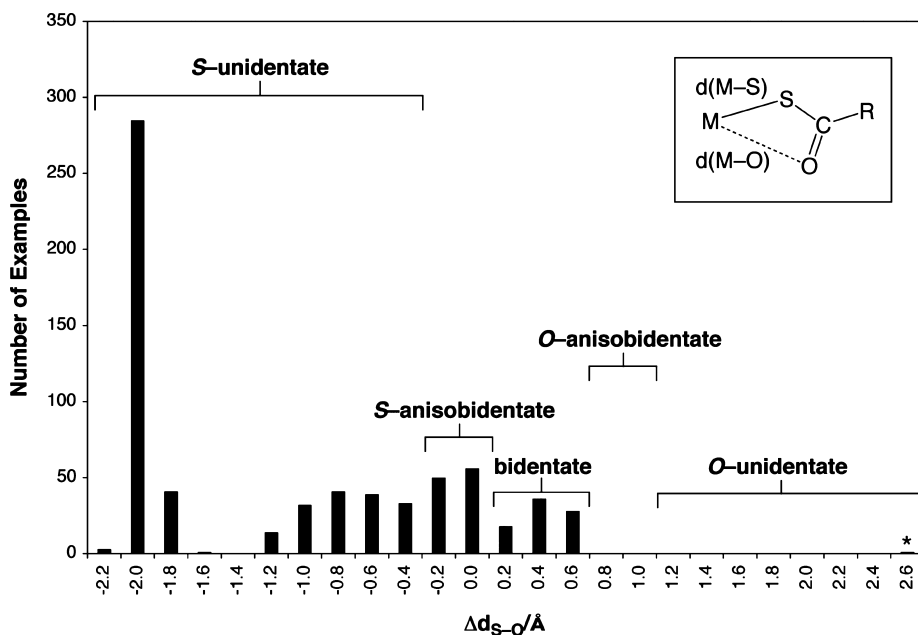 350
300
250
200
150
100
50
0
Number of Examples
S–unidentate
S–anisobidentate
bidentate
O–anisobidentate
O–unidentate
*
d(M–S)
S
R
M
C
d(M–O)
O
-2.2 -2.0 -1.8 -1.6 -1.4 -1.2 -1.0 -0.8 -0.6 -0.4 -0.2 0.0 0.2 0.4 0.6 0.8 1.0 1.2 1.4 1.6 1.8 2.0 2.2 2.4 2.6
Δd_S–O/Å